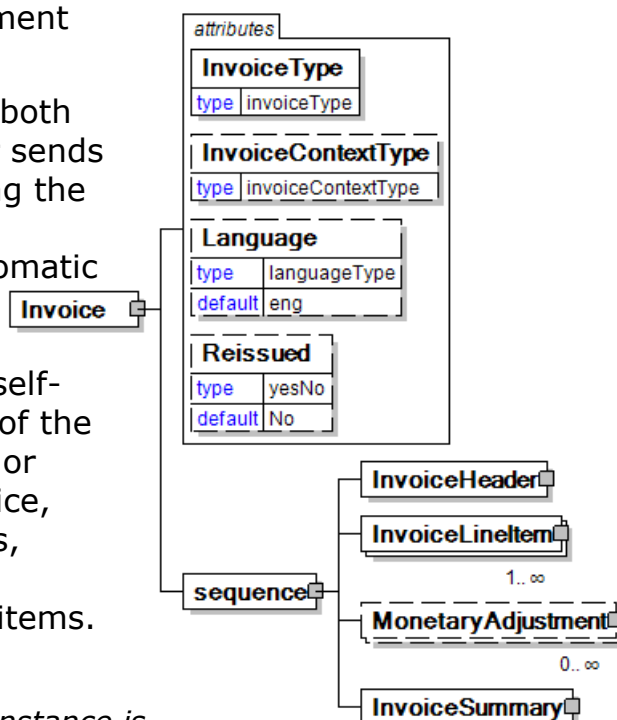 ment
both
sends
g the
omatic
self-
of the
or
ice,
s,
items.
nstance is
Invoice
attributes
InvoiceType
type invoiceType
InvoiceContextType
type invoiceContextType
Language
type languageType
default eng
Reissued
type yesNo
default No
sequence
InvoiceHeader
InvoiceLineItem
1.. ∞
MonetaryAdjustment
0.. ∞
InvoiceSummary